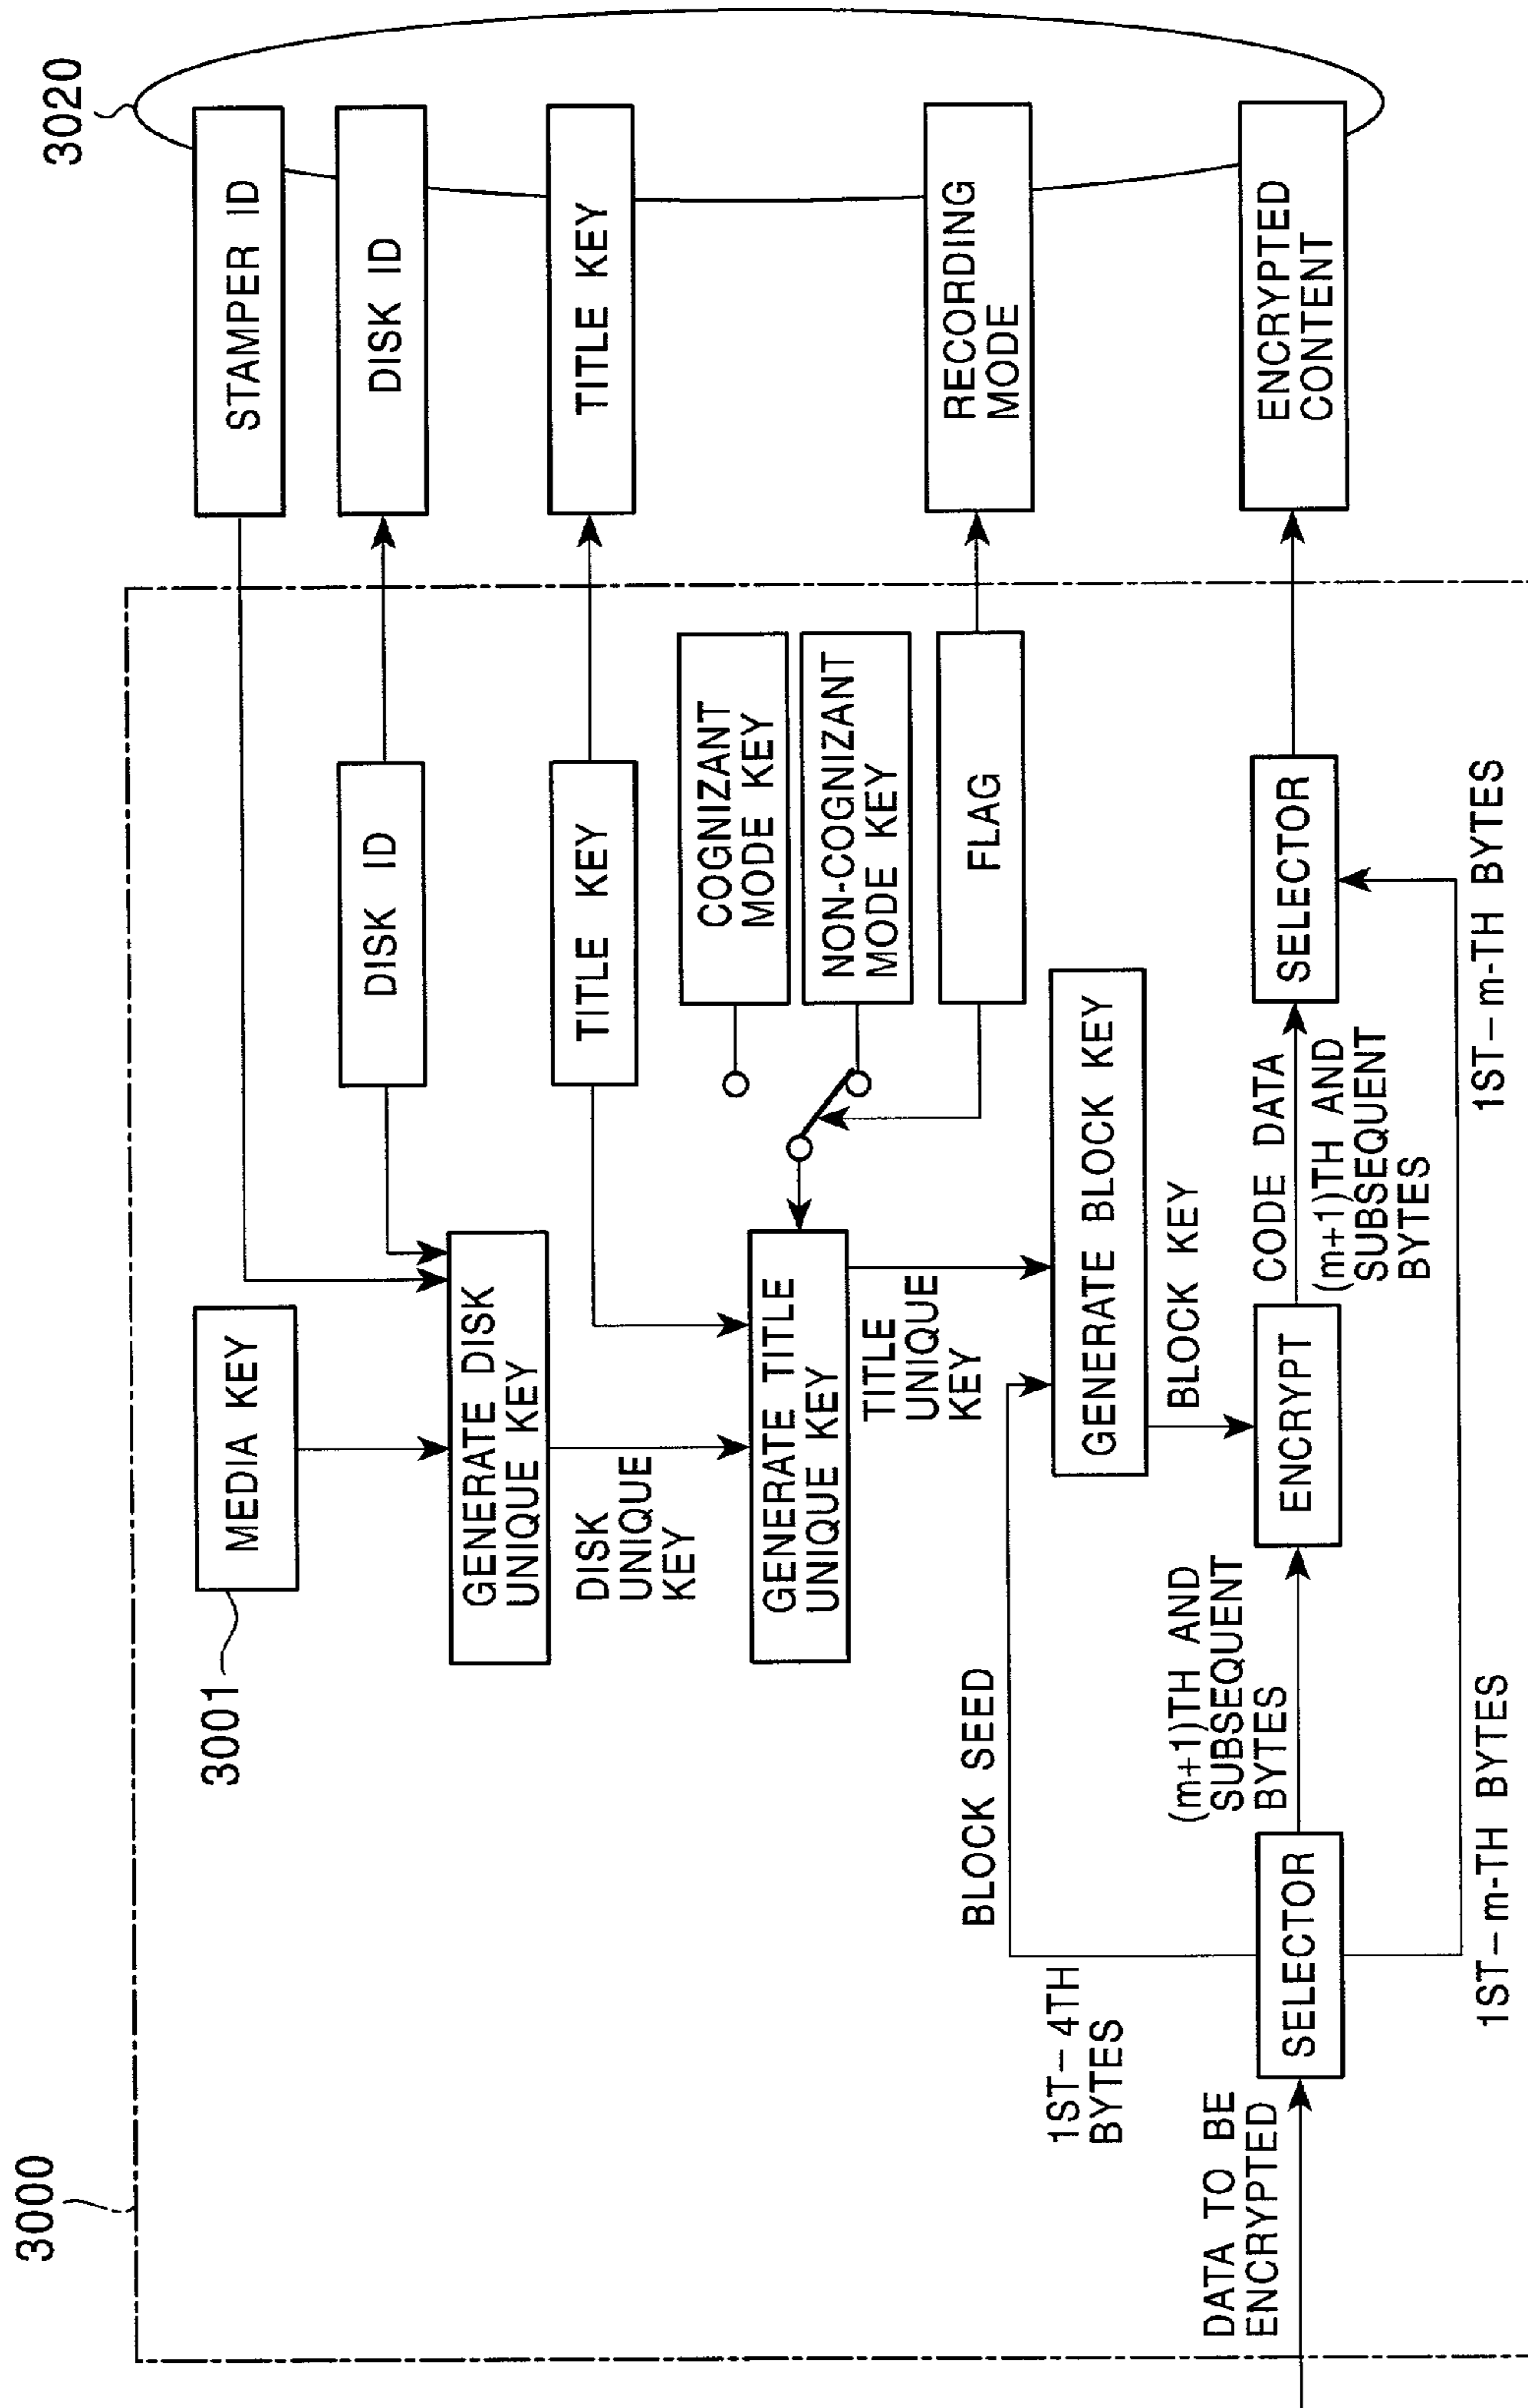 3000
3020
3001
MEDIA KEY
STAMPER ID
DISK ID
DISK ID
GENERATE DISK
UNIQUE KEY
DISK
UNIQUE
KEY
TITLE KEY
TITLE KEY
COGNIZANT
MODE KEY
NON-COGNIZANT
MODE KEY
GENERATE TITLE
UNIQUE KEY
TITLE
UNIQUE
KEY
FLAG
RECORDING
MODE
BLOCK SEED
1ST-4TH
BYTES
GENERATE BLOCK KEY
BLOCK KEY
DATA TO BE
ENCRYPTED
SELECTOR
(m+1)TH AND
SUBSEQUENT
BYTES
ENCRYPT
CODE DATA
(m+1)TH AND
SUBSEQUENT
BYTES
SELECTOR
ENCRYPTED
CONTENT
1ST-m-TH BYTES
1ST-m-TH BYTES